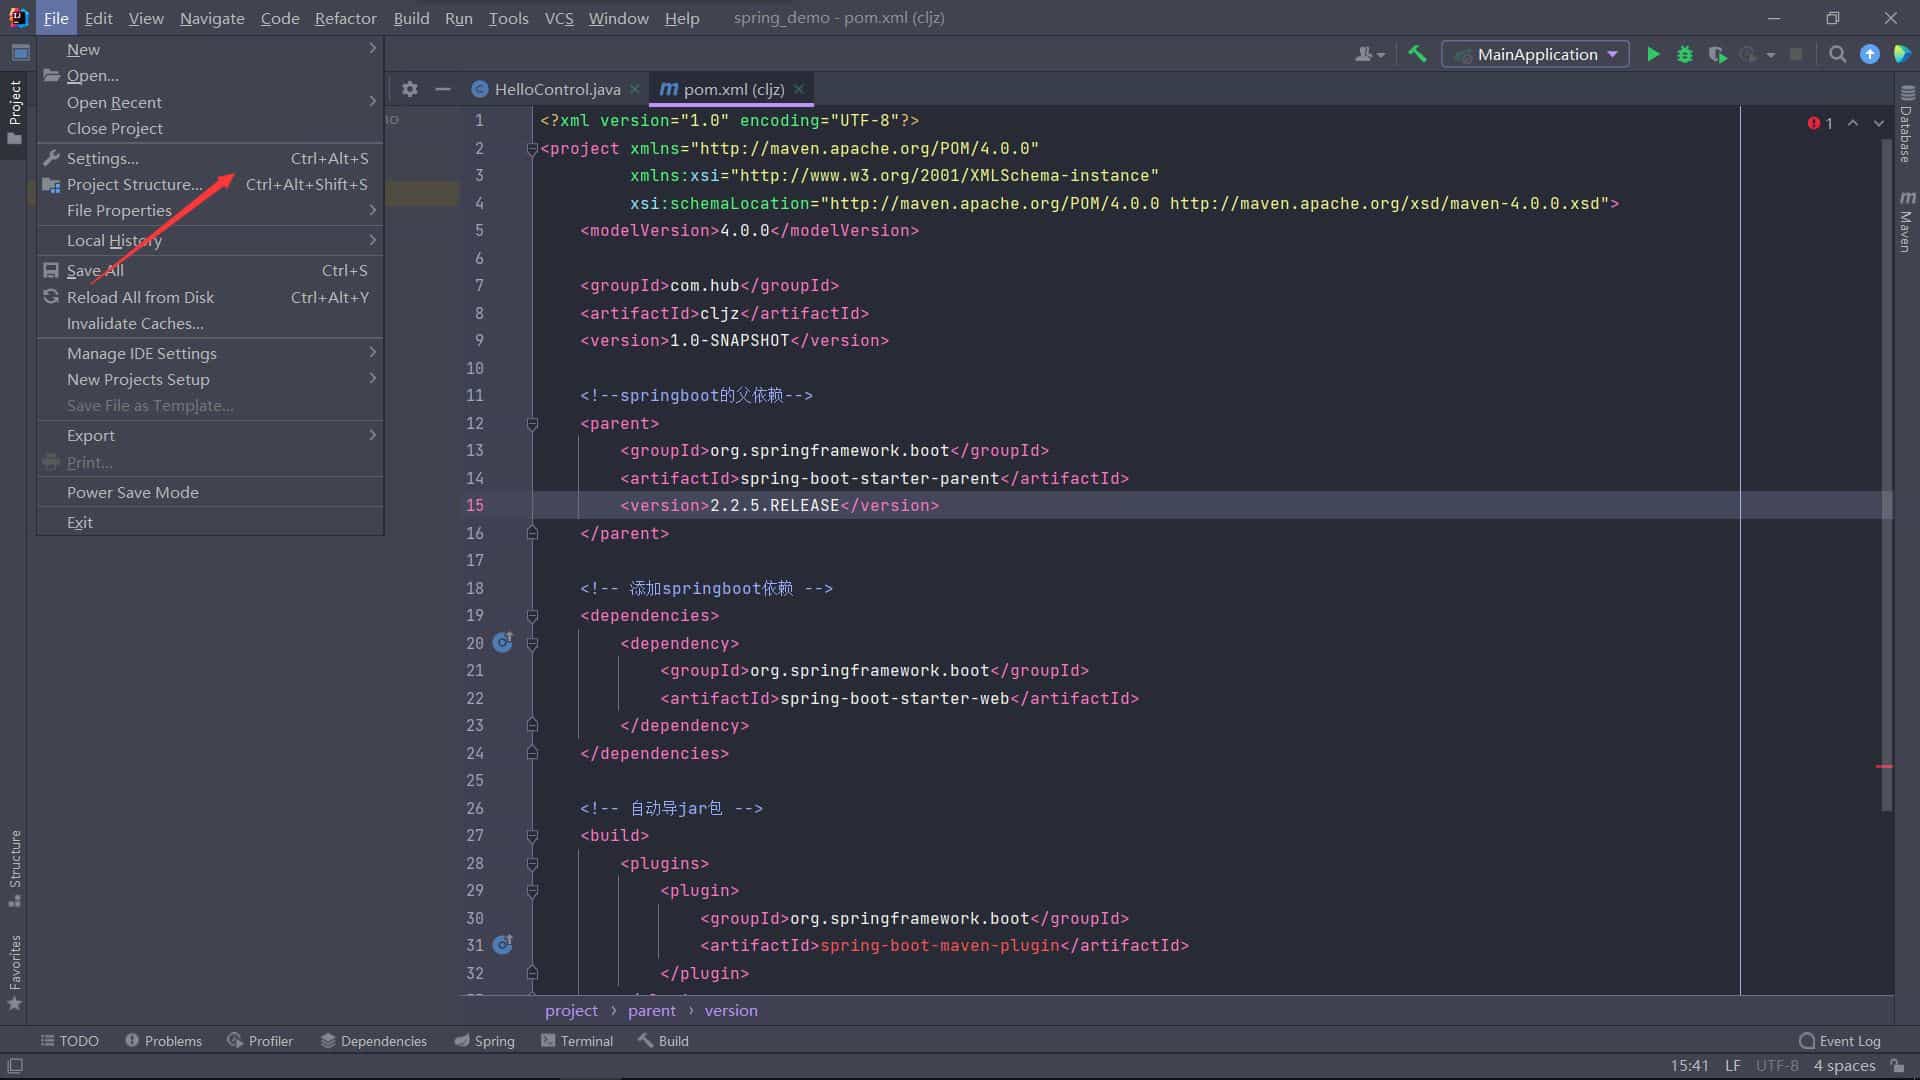 File Edit View Navigate Code Refactor Build Run Tools VCS Window Help spring_demo - pom.xml (cljz)
MainApplication
New
Open...
Open Recent
Close Project
Settings... Ctrl+Alt+S
Project Structure... Ctrl+Alt+Shift+S
File Properties
Local History
Save All Ctrl+S
Reload All from Disk Ctrl+Alt+Y
Invalidate Caches...
Manage IDE Settings
New Projects Setup
Save File as Template...
Export
Print...
Power Save Mode
Exit
Project
Structure
Favorites
HelloControl.java
pom.xml (cljz)
1 <?xml version="1.0" encoding="UTF-8"?>
2 <project xmlns="http://maven.apache.org/POM/4.0.0"
3 xmlns:xsi="http://www.w3.org/2001/XMLSchema-instance"
4 xsi:schemaLocation="http://maven.apache.org/POM/4.0.0 http://maven.apache.org/xsd/maven-4.0.0.xsd">
5 <modelVersion>4.0.0</modelVersion>
6
7 <groupId>com.hub</groupId>
8 <artifactId>cljz</artifactId>
9 <version>1.0-SNAPSHOT</version>
10
11 <!--springboot的父依赖-->
12 <parent>
13 <groupId>org.springframework.boot</groupId>
14 <artifactId>spring-boot-starter-parent</artifactId>
15 <version>2.2.5.RELEASE</version>
16 </parent>
17
18 <!-- 添加springboot依赖 -->
19 <dependencies>
20 <dependency>
21 <groupId>org.springframework.boot</groupId>
22 <artifactId>spring-boot-starter-web</artifactId>
23 </dependency>
24 </dependencies>
25
26 <!-- 自动导jar包 -->
27 <build>
28 <plugins>
29 <plugin>
30 <groupId>org.springframework.boot</groupId>
31 <artifactId>spring-boot-maven-plugin</artifactId>
32 </plugin>
1
Database
Maven
project › parent › version
TODO Problems Profiler Dependencies Spring Terminal Build Event Log
15:41 LF UTF-8 4 spaces